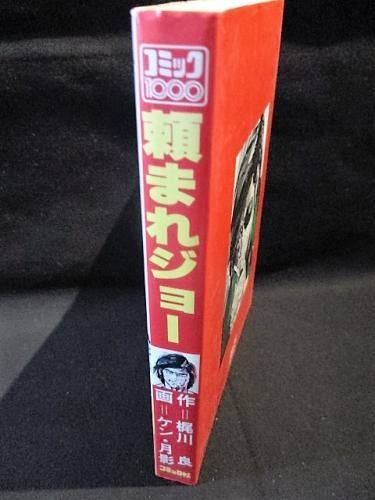 コミック
1000
頼まれジョー
作=梶川 良
画=ケン・月影